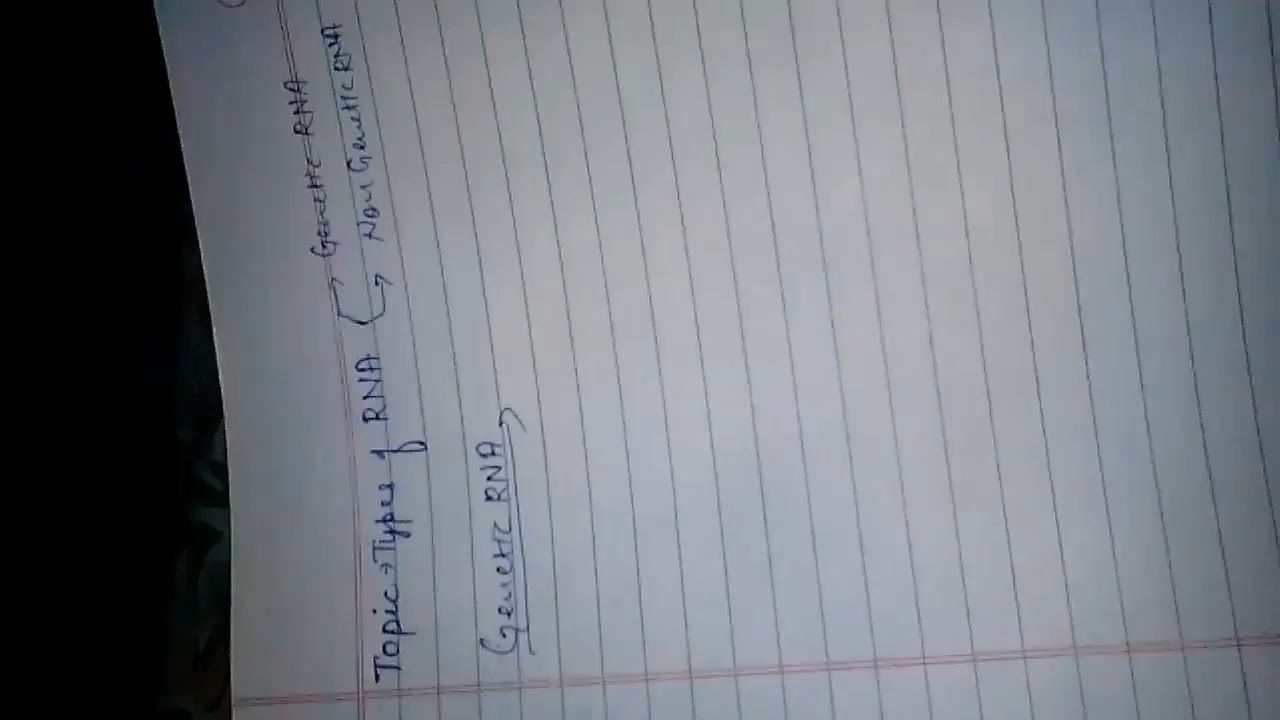 → Genetic RNA
Topic → Types of RNA
→ Non Genetic RNA
Genetic RNA →